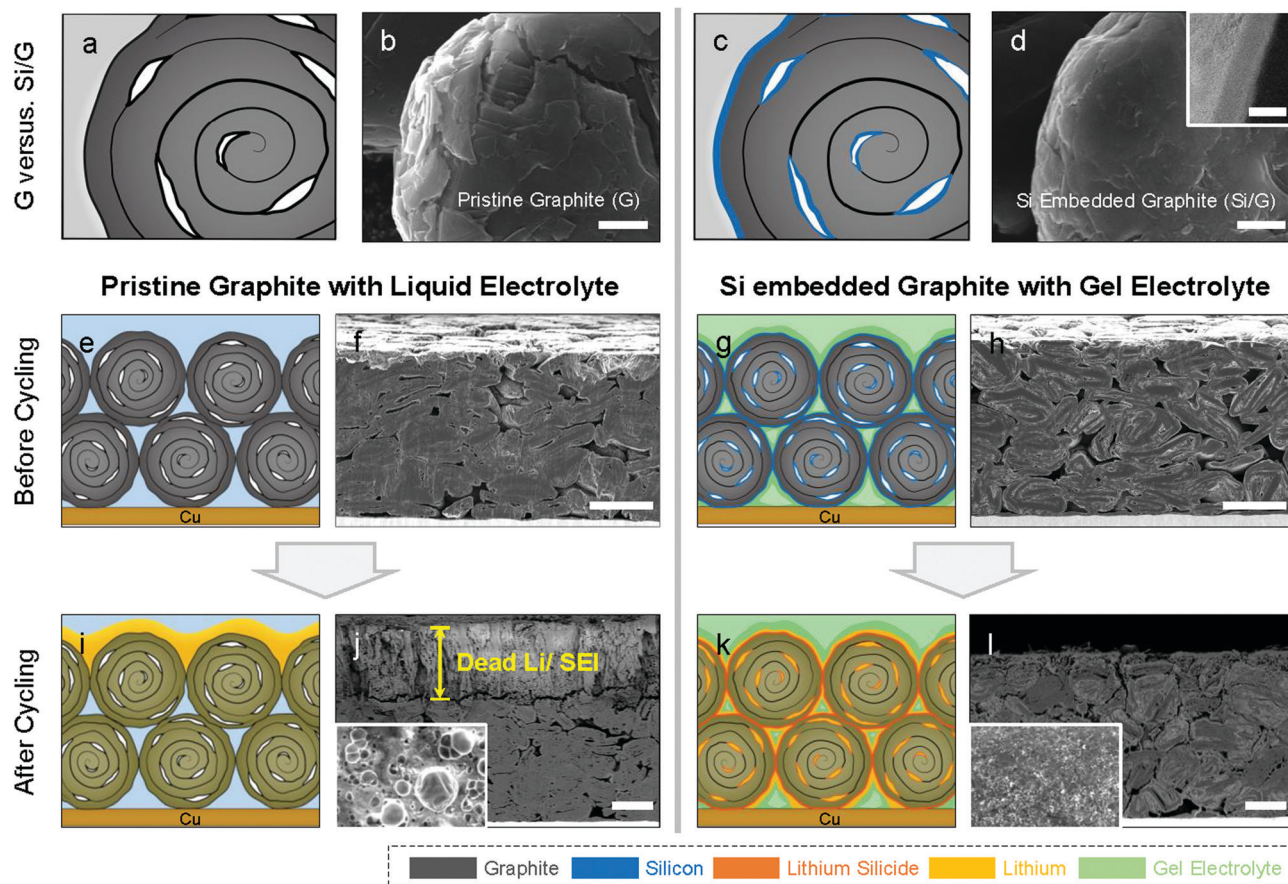 G versus. Si/G
a
b
Pristine Graphite (G)
c
d
Si Embedded Graphite (Si/G)
Pristine Graphite with Liquid Electrolyte
Si embedded Graphite with Gel Electrolyte
Before Cycling
e
Cu
f
g
Cu
h
After Cycling
i
Cu
j
Dead Li/ SEI
k
Cu
l
Graphite
Silicon
Lithium Silicide
Lithium
Gel Electrolyte